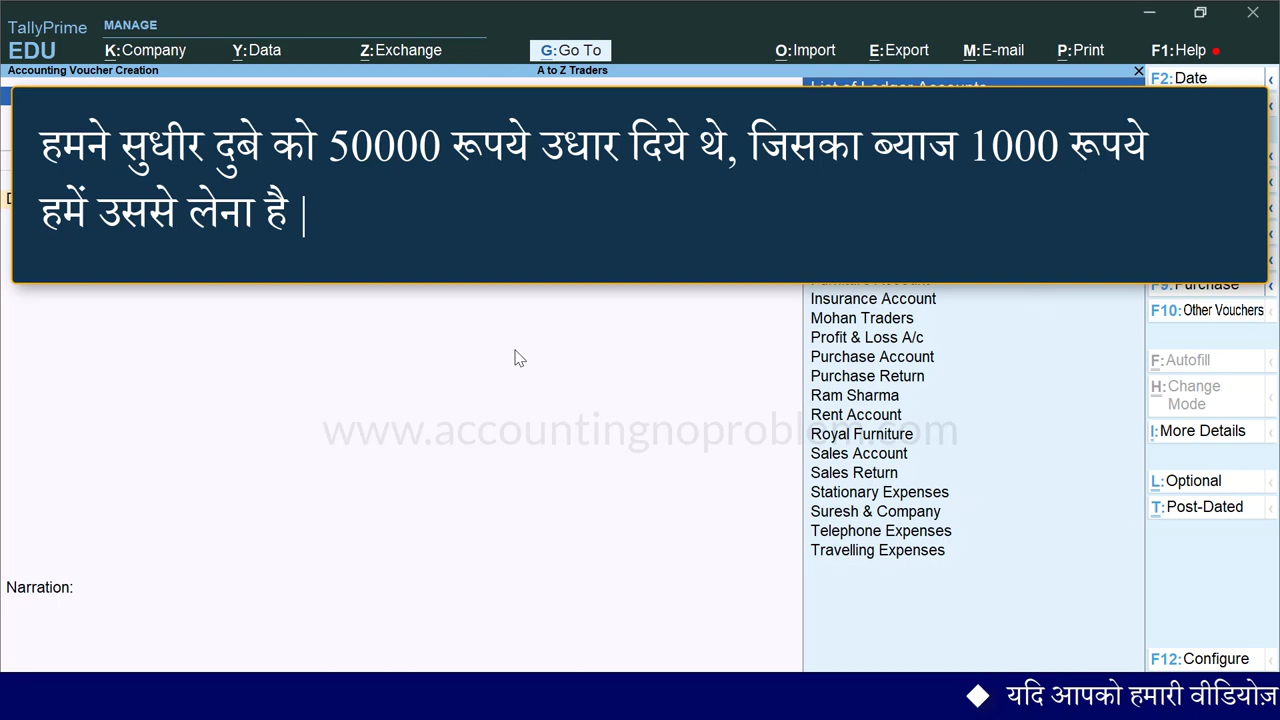 TallyPrime
MANAGE
EDU
K:Company
Y:Data
Z:Exchange
G:Go To
O:Import
E:Export
M:E-mail
P:Print
F1:Help
Accounting Voucher Creation
A to Z Traders
List of Ledger Accounts
F2:Date
हमने सुधीर दुबे को 50000 रूपये उधार दिये थे, जिसका ब्याज 1000 रूपये
हमें उससे लेना है |
F9:Purchase
Insurance Account
F10:Other Vouchers
Mohan Traders
Profit & Loss A/c
Purchase Account
F:Autofill
Purchase Return
H:Change
Mode
Ram Sharma
Rent Account
www.accountingnoproblem.com
Royal Furniture
I:More Details
Sales Account
Sales Return
L:Optional
Stationary Expenses
T:Post-Dated
Suresh & Company
Telephone Expenses
Travelling Expenses
Narration:
F12:Configure
यदि आपको हमारी वीडियोज़